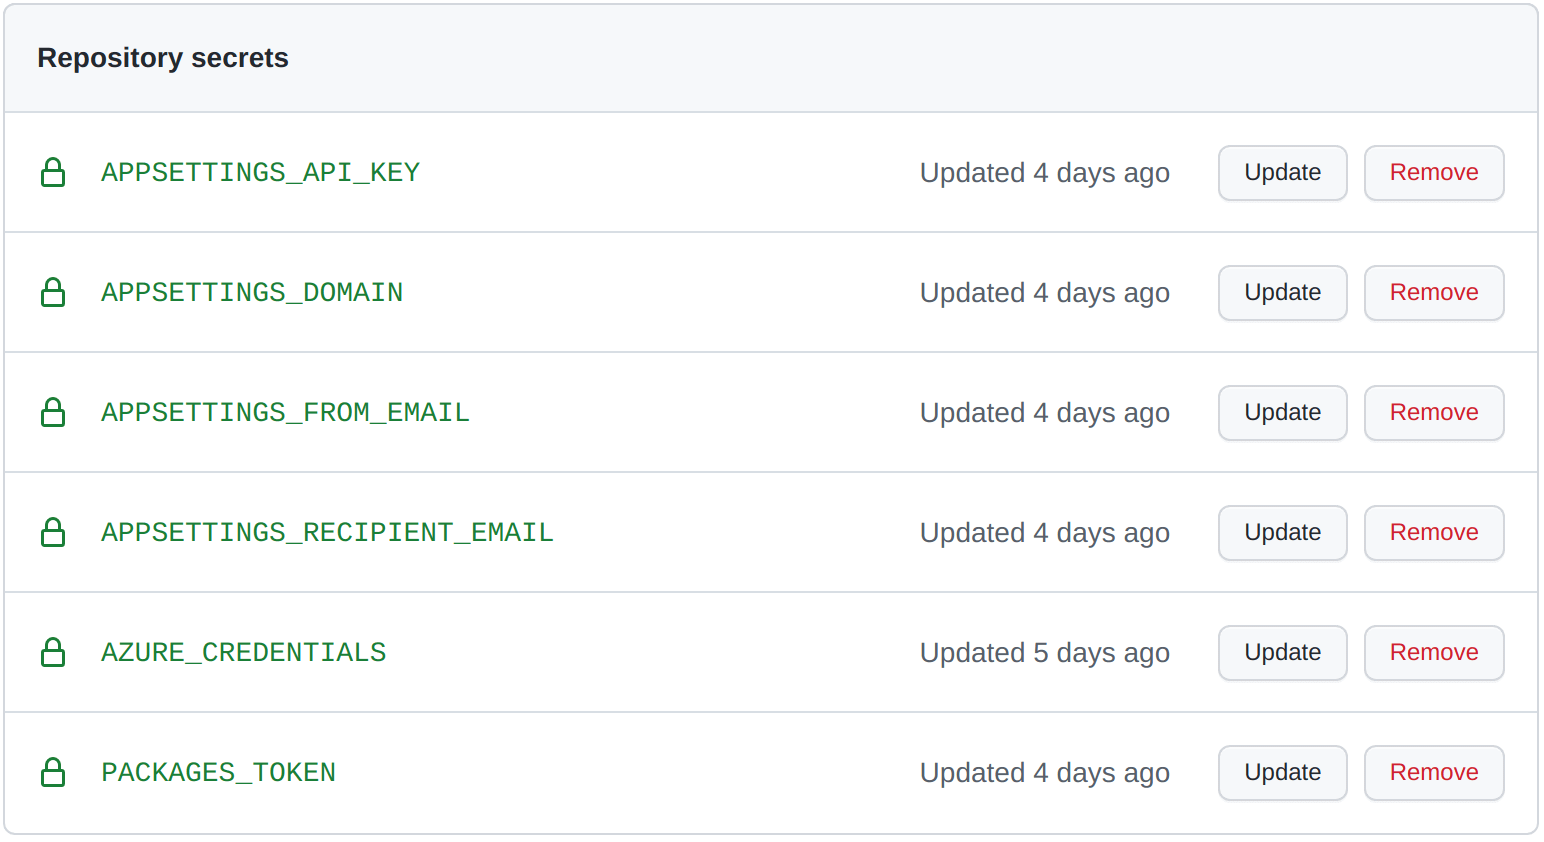 Repository secrets
APPSETTINGS_API_KEY Updated 4 days ago Update Remove
APPSETTINGS_DOMAIN Updated 4 days ago Update Remove
APPSETTINGS_FROM_EMAIL Updated 4 days ago Update Remove
APPSETTINGS_RECIPIENT_EMAIL Updated 4 days ago Update Remove
AZURE_CREDENTIALS Updated 5 days ago Update Remove
PACKAGES_TOKEN Updated 4 days ago Update Remove